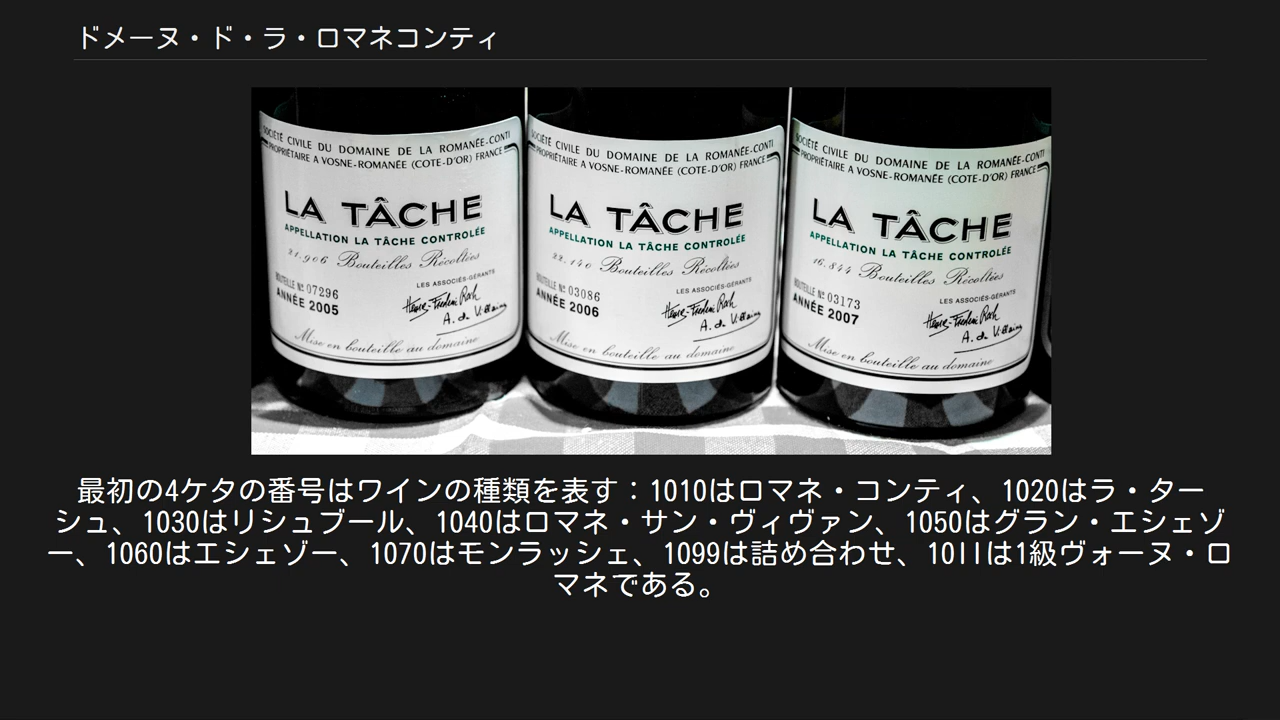 ドメーヌ・ド・ラ・ロマネコンティ
SOCIÉTÉ CIVILE DU DOMAINE DE LA ROMANÉE-CONTI
PROPRIÉTAIRE A VOSNE-ROMANÉE (COTE-D'OR) FRANCE
LA TÂCHE
APPELLATION LA TÂCHE CONTROLÉE
21.906 Bouteilles Récoltées
BOUTEILLE Nº 07296
LES ASSOCIÉS-GÉRANTS
ANNÉE 2005
A. de Villaine
Mise en bouteille au domaine
SOCIÉTÉ CIVILE DU DOMAINE DE LA ROMANÉE-CONTI
PROPRIÉTAIRE A VOSNE-ROMANÉE (COTE-D'OR) FRANCE
LA TÂCHE
APPELLATION LA TÂCHE CONTROLÉE
22.140 Bouteilles Récoltées
BOUTEILLE Nº 03086
LES ASSOCIÉS-GÉRANTS
ANNÉE 2006
A. de Villaine
Mise en bouteille au domaine
SOCIÉTÉ CIVILE DU DOMAINE DE LA ROMANÉE-CONTI
PROPRIÉTAIRE A VOSNE-ROMANÉE (COTE-D'OR) FRANCE
LA TÂCHE
APPELLATION LA TÂCHE CONTROLÉE
16.844 Bouteilles Récoltées
BOUTEILLE Nº 03173
LES ASSOCIÉS-GÉRANTS
ANNÉE 2007
A. de Villaine
Mise en bouteille au domaine
最初の4ケタの番号はワインの種類を表す：1010はロマネ・コンティ、1020はラ・ター
シュ、1030はリシュブール、1040はロマネ・サン・ヴィヴァン、1050はグラン・エシェゾ
ー、1060はエシェゾー、1070はモンラッシェ、1099は詰め合わせ、10llは1級ヴォーヌ・ロ
マネである。